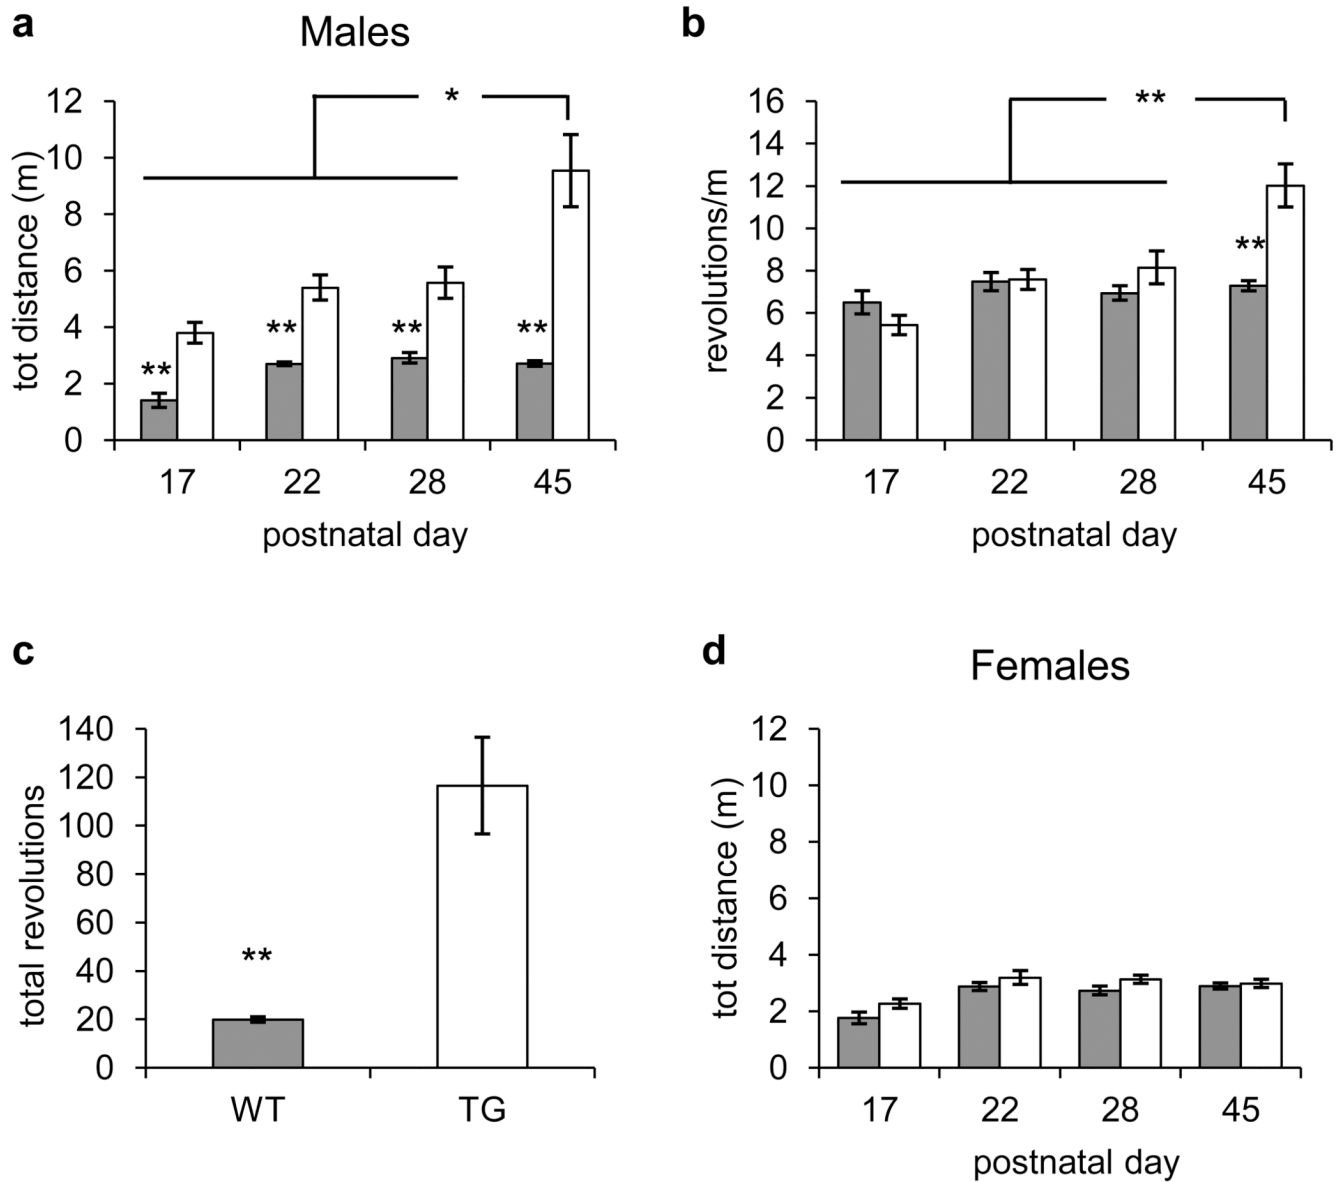 a
Males
12
10
8
6
4
2
0
tot distance (m)
*
**
**
**
**
17 22 28 45
postnatal day
b
16
14
12
10
8
6
4
2
0
revolutions/m
**
**
17 22 28 45
postnatal day
c
140
120
100
80
60
40
20
0
total revolutions
**
WT TG
d
Females
12
10
8
6
4
2
0
tot distance (m)
17 22 28 45
postnatal day